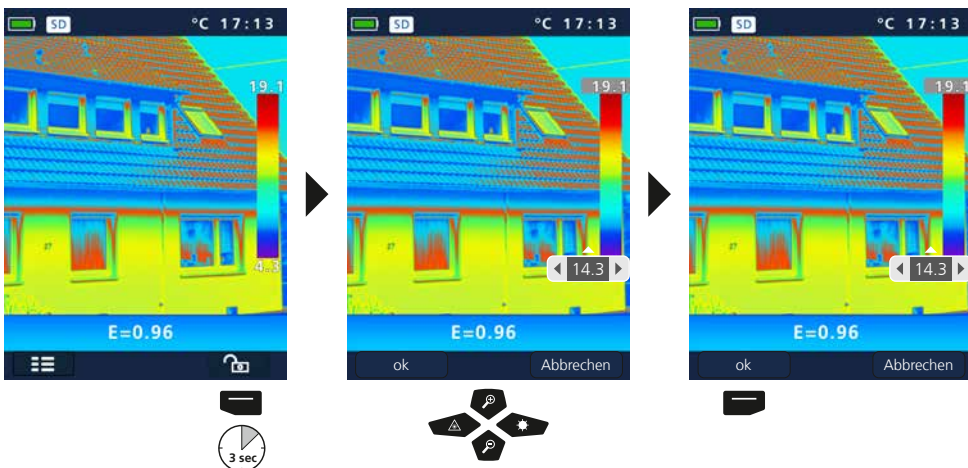 SD °C 17:13
19.1
4.3
E=0.96
3 sec
SD °C 17:13
19.1
14.3
E=0.96
ok Abbrechen
SD °C 17:13
19.1
14.3
E=0.96
ok Abbrechen